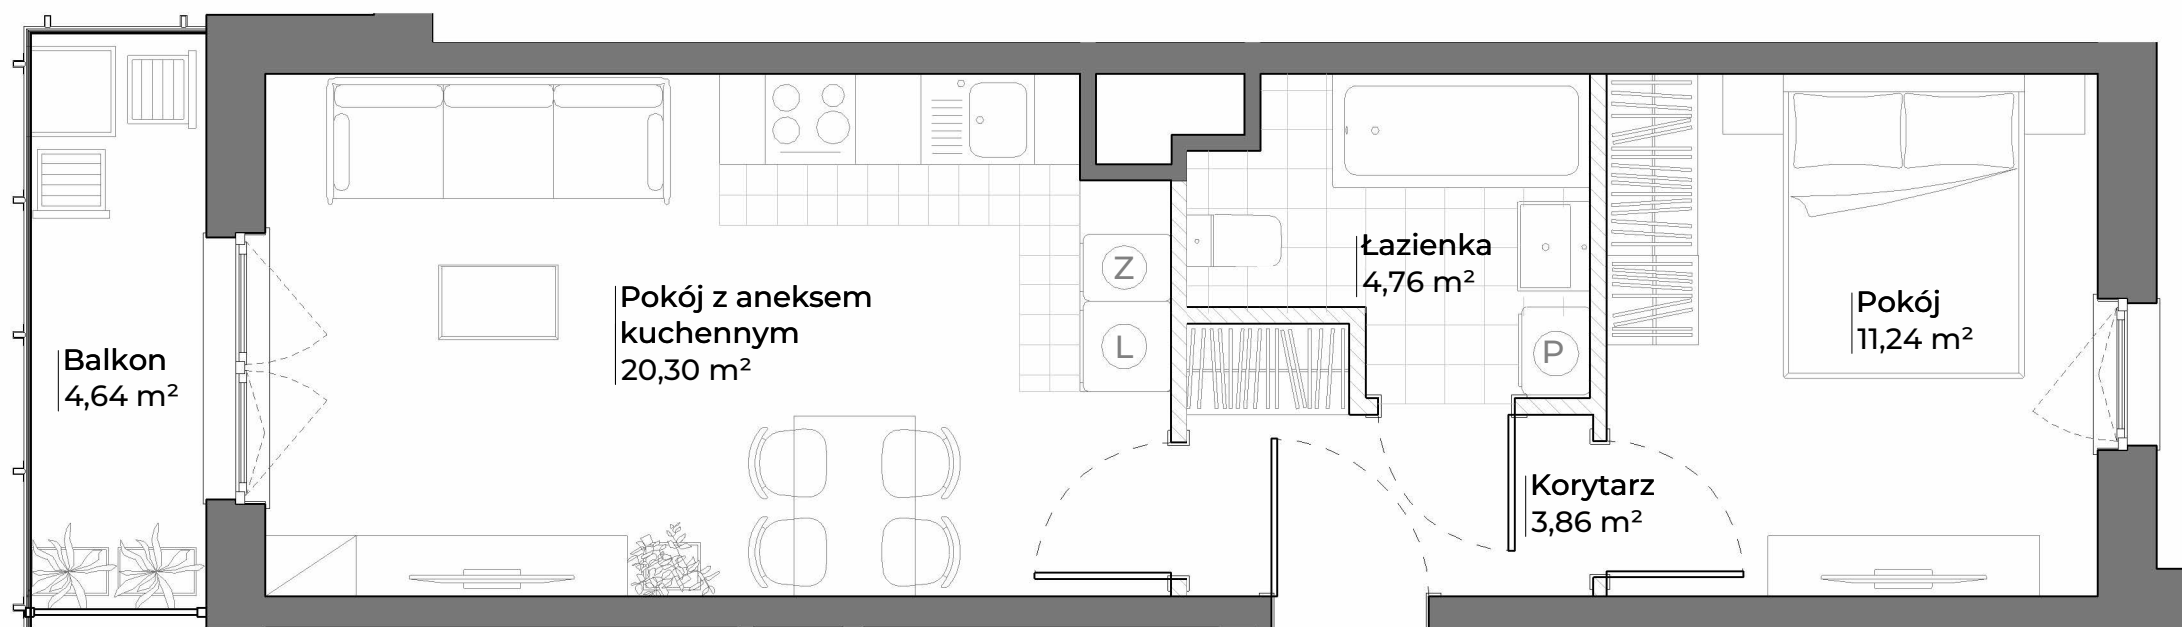 Balkon
4,64 m²
Pokój z aneksem
kuchennym
20,30 m²
Z
L
Łazienka
4,76 m²
P
Korytarz
3,86 m²
Pokój
11,24 m²